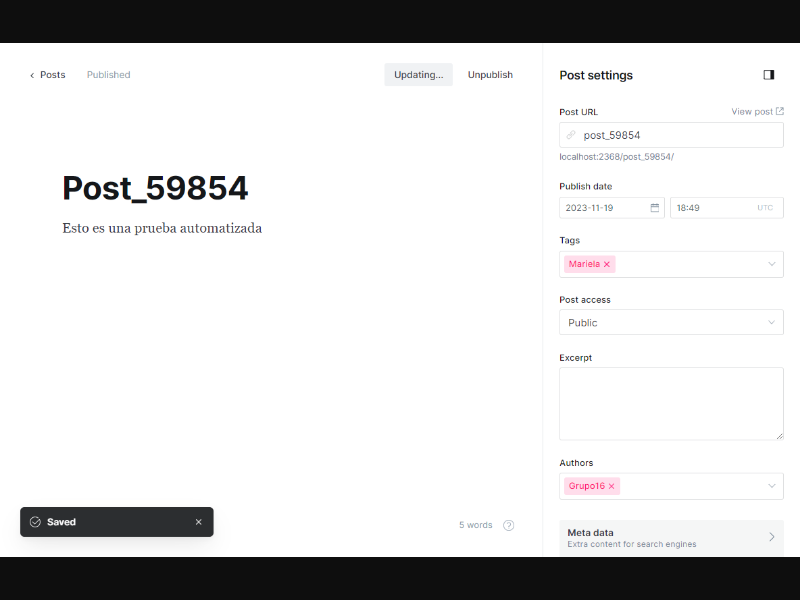 Posts
Published
Updating...
Unpublish
Post_59854
Esto es una prueba automatizada
Saved
5 words
Post settings
Post URL
View post
post_59854
localhost:2368/post_59854/
Publish date
2023-11-19
18:49
UTC
Tags
Mariela
Post access
Public
Excerpt
Authors
Grupo16
Meta data
Extra content for search engines